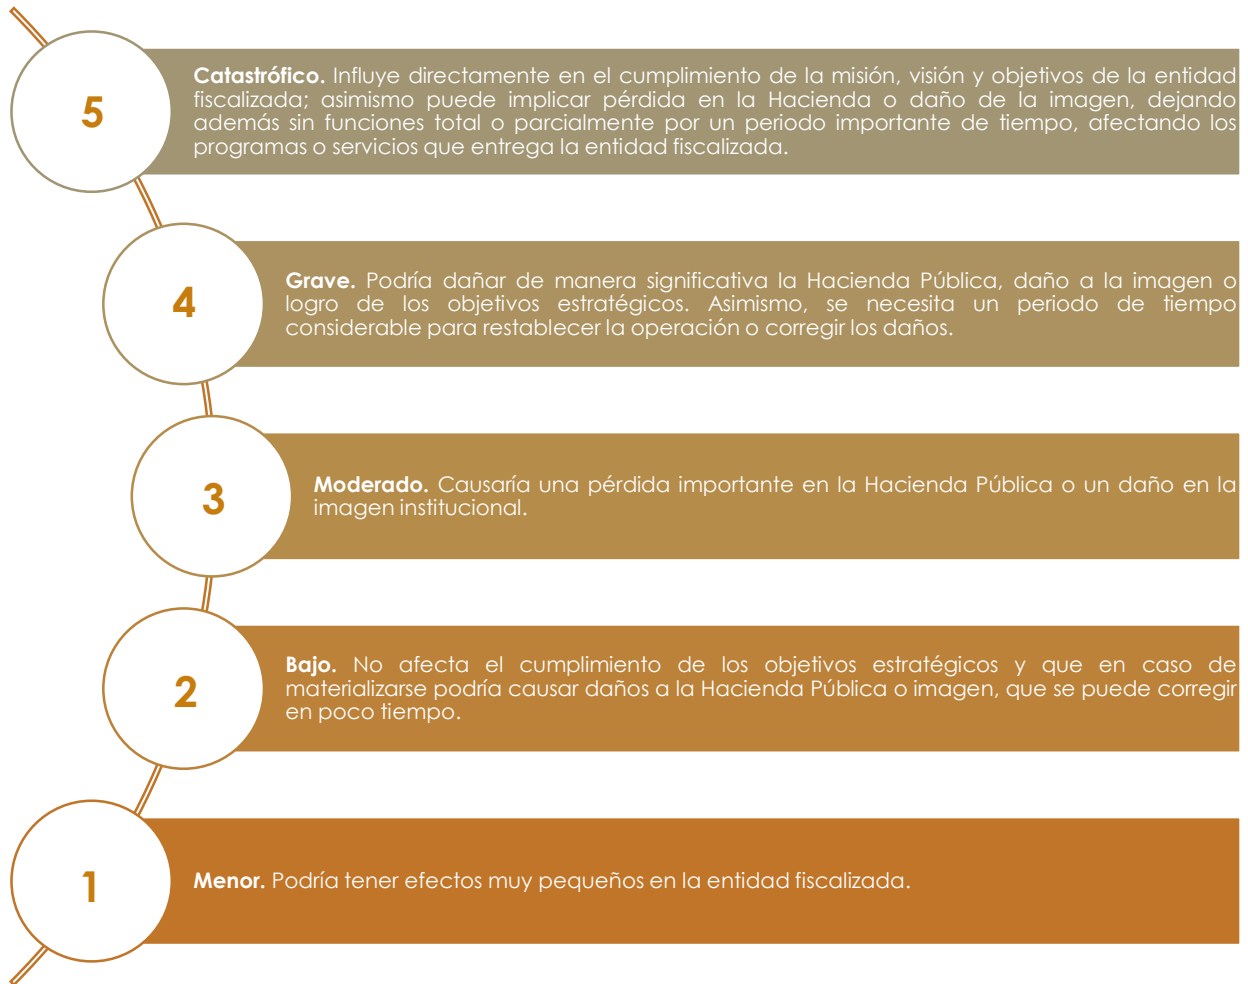 5
Catastrófico. Influye directamente en el cumplimiento de la misión, visión y objetivos de la entidad
fiscalizada; asimismo puede implicar pérdida en la Hacienda o daño de la imagen, dejando
además sin funciones total o parcialmente por un periodo importante de tiempo, afectando los
programas o servicios que entrega la entidad fiscalizada.
4
Grave. Podría dañar de manera significativa la Hacienda Pública, daño a la imagen o
logro de los objetivos estratégicos. Asimismo, se necesita un periodo de tiempo
considerable para restablecer la operación o corregir los daños.
3
Moderado. Causaría una pérdida importante en la Hacienda Pública o un daño en la
imagen institucional.
2
Bajo. No afecta el cumplimiento de los objetivos estratégicos y que en caso de
materializarse podría causar daños a la Hacienda Pública o imagen, que se puede corregir
en poco tiempo.
1
Menor. Podría tener efectos muy pequeños en la entidad fiscalizada.